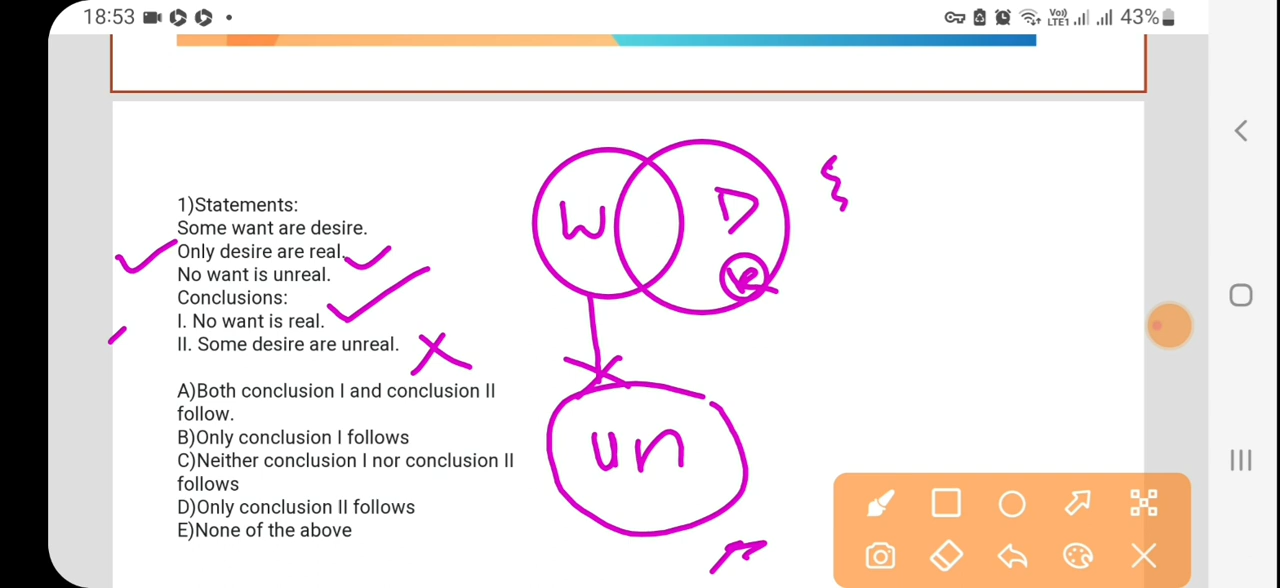 18:53
Vo)) LTE1 43%
1)Statements:
Some want are desire.
Only desire are real.
No want is unreal.
Conclusions:
I. No want is real.
II. Some desire are unreal.
A)Both conclusion I and conclusion II
follow.
B)Only conclusion I follows
C)Neither conclusion I nor conclusion II
follows
D)Only conclusion II follows
E)None of the above
W D
R
un